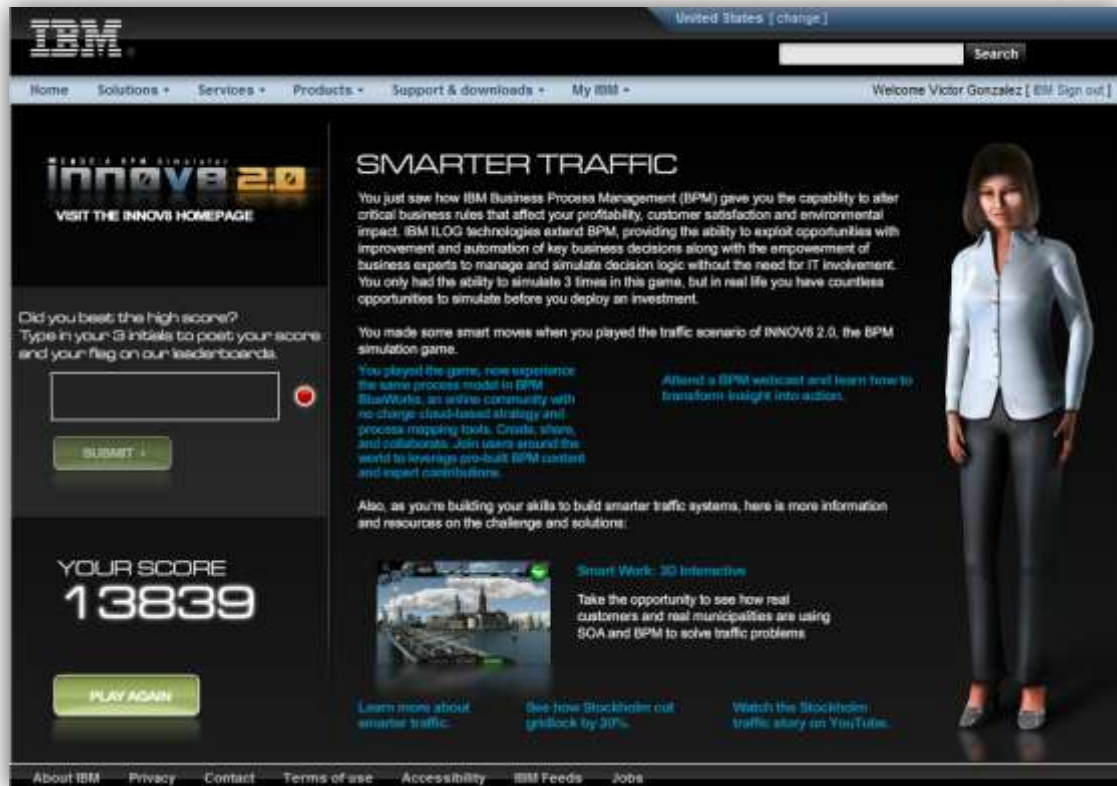 United States [ change ]
IBM
Search
Home Solutions Services Products Support & downloads My IBM Welcome Victor Gonzalez [ IBM Sign out ]
innov8 2.0
VISIT THE INNOV8 HOMEPAGE
Did you beat the high score?
Type in your 3 initials to post your score
and your flag on our leaderboards.
SUBMIT
YOUR SCORE
13839
PLAY AGAIN
SMARTER TRAFFIC
You just saw how IBM Business Process Management (BPM) gave you the capability to alter
critical business rules that affect your profitability, customer satisfaction and environmental
impact. IBM ILOG technologies extend BPM, providing the ability to exploit opportunities with
improvement and automation of key business decisions along with the empowerment of
business experts to manage and simulate decision logic without the need for IT involvement.
You only had the ability to simulate 3 times in this game, but in real life you have countless
opportunities to simulate before you deploy an investment.
You made some smart moves when you played the traffic scenario of INNOV8 2.0, the BPM
simulation game.
You played the game, now experience
the same process model in BPM
BlueWorks, an online community with
no charge cloud-based strategy and
process mapping tools. Create, share,
and collaborate. Join users around the
world to leverage pre-built BPM content
and expert contributions.
Attend a BPM webcast and learn how to
transform insight into action.
Also, as you're building your skills to build smarter traffic systems, here is more information
and resources on the challenge and solutions:
Smart Work: 3D Interactive
Take the opportunity to see how real
customers and real municipalities are using
SOA and BPM to solve traffic problems
Learn more about
smarter traffic.
See how Stockholm cut
gridlock by 20%.
Watch the Stockholm
traffic story on YouTube.
About IBM Privacy Contact Terms of use Accessibility IBM Feeds Jobs